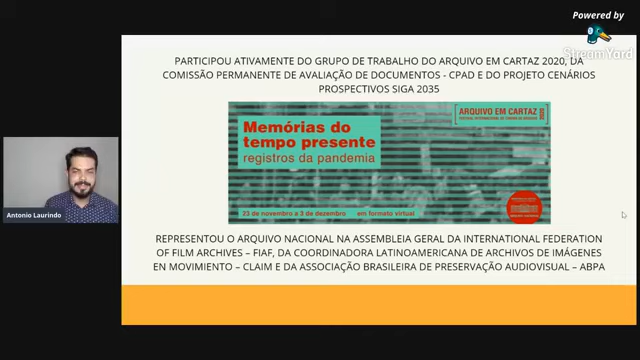 Powered by
StreamYard
PARTICIPOU ATIVAMENTE DO GRUPO DE TRABALHO DO ARQUIVO EM CARTAZ 2020, DA
COMISSÃO PERMANENTE DE AVALIAÇÃO DE DOCUMENTOS - CPAD E DO PROJETO CENÁRIOS
PROSPECTIVOS SIGA 2035
ARQUIVO EM CARTAZ
Memórias do
tempo presente
registros da pandemia
23 de novembro a 3 de dezembro em formato virtual
Antonio Laurindo
REPRESENTOU O ARQUIVO NACIONAL NA ASSEMBLEIA GERAL DA INTERNATIONAL FEDERATION
OF FILM ARCHIVES – FIAF, DA COORDINADORA LATINOAMERICANA DE ARCHIVOS DE IMÁGENES
EN MOVIMIENTO – CLAIM E DA ASSOCIAÇÃO BRASILEIRA DE PRESERVAÇÃO AUDIOVISUAL – ABPA